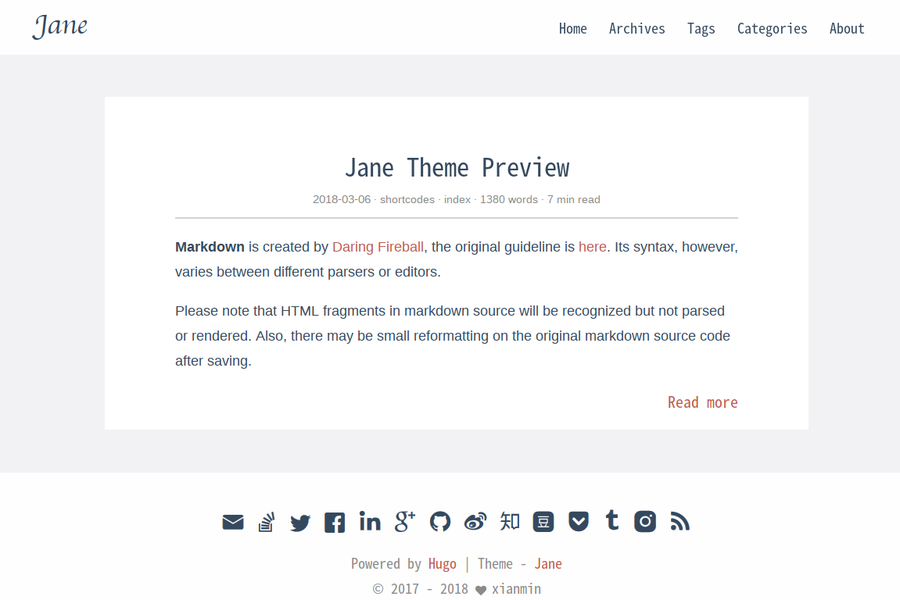 Jane
Home Archives Tags Categories About
Jane Theme Preview
2018-03-06 · shortcodes · index · 1380 words · 7 min read
Markdown is created by Daring Fireball, the original guideline is here. Its syntax, however,
varies between different parsers or editors.
Please note that HTML fragments in markdown source will be recognized but not parsed
or rendered. Also, there may be small reformatting on the original markdown source code
after saving.
Read more
in g+ 知 豆 t
Powered by Hugo | Theme - Jane
© 2017 - 2018 ♥ xianmin